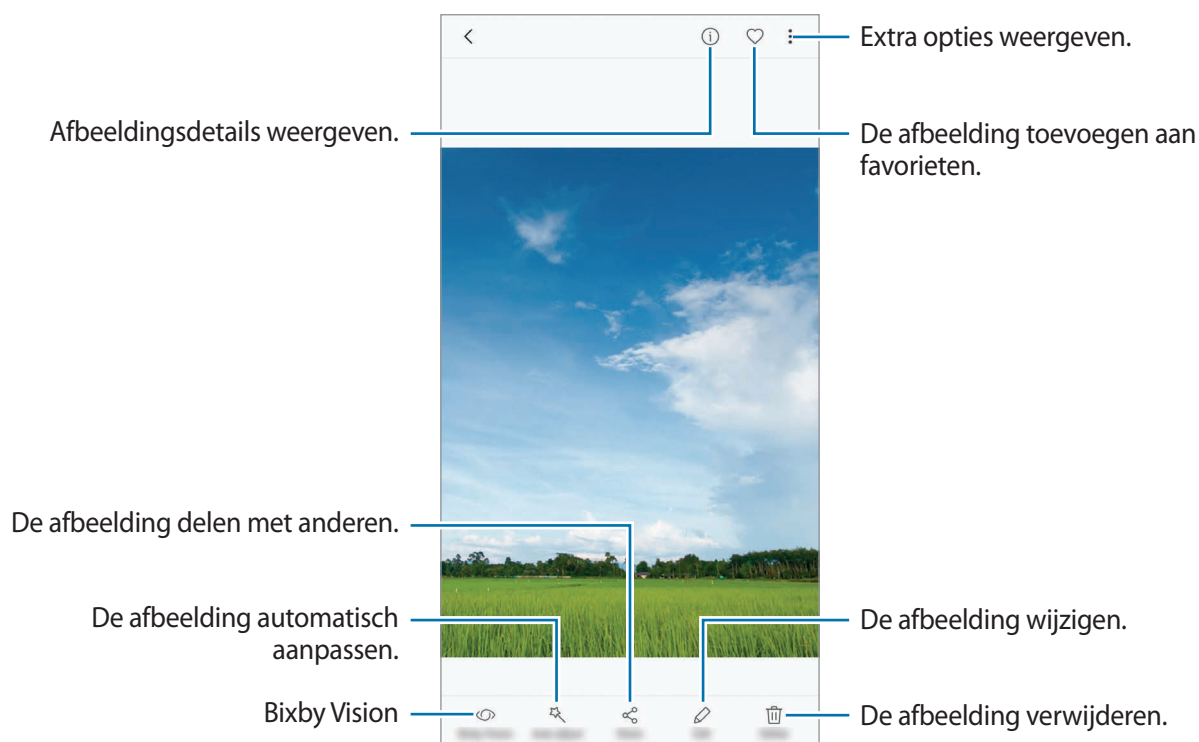 Extra opties weergeven.
Afbeeldingsdetails weergeven.
De afbeelding toevoegen aan
favorieten.
De afbeelding delen met anderen.
De afbeelding automatisch
aanpassen.
De afbeelding wijzigen.
Bixby Vision
De afbeelding verwijderen.